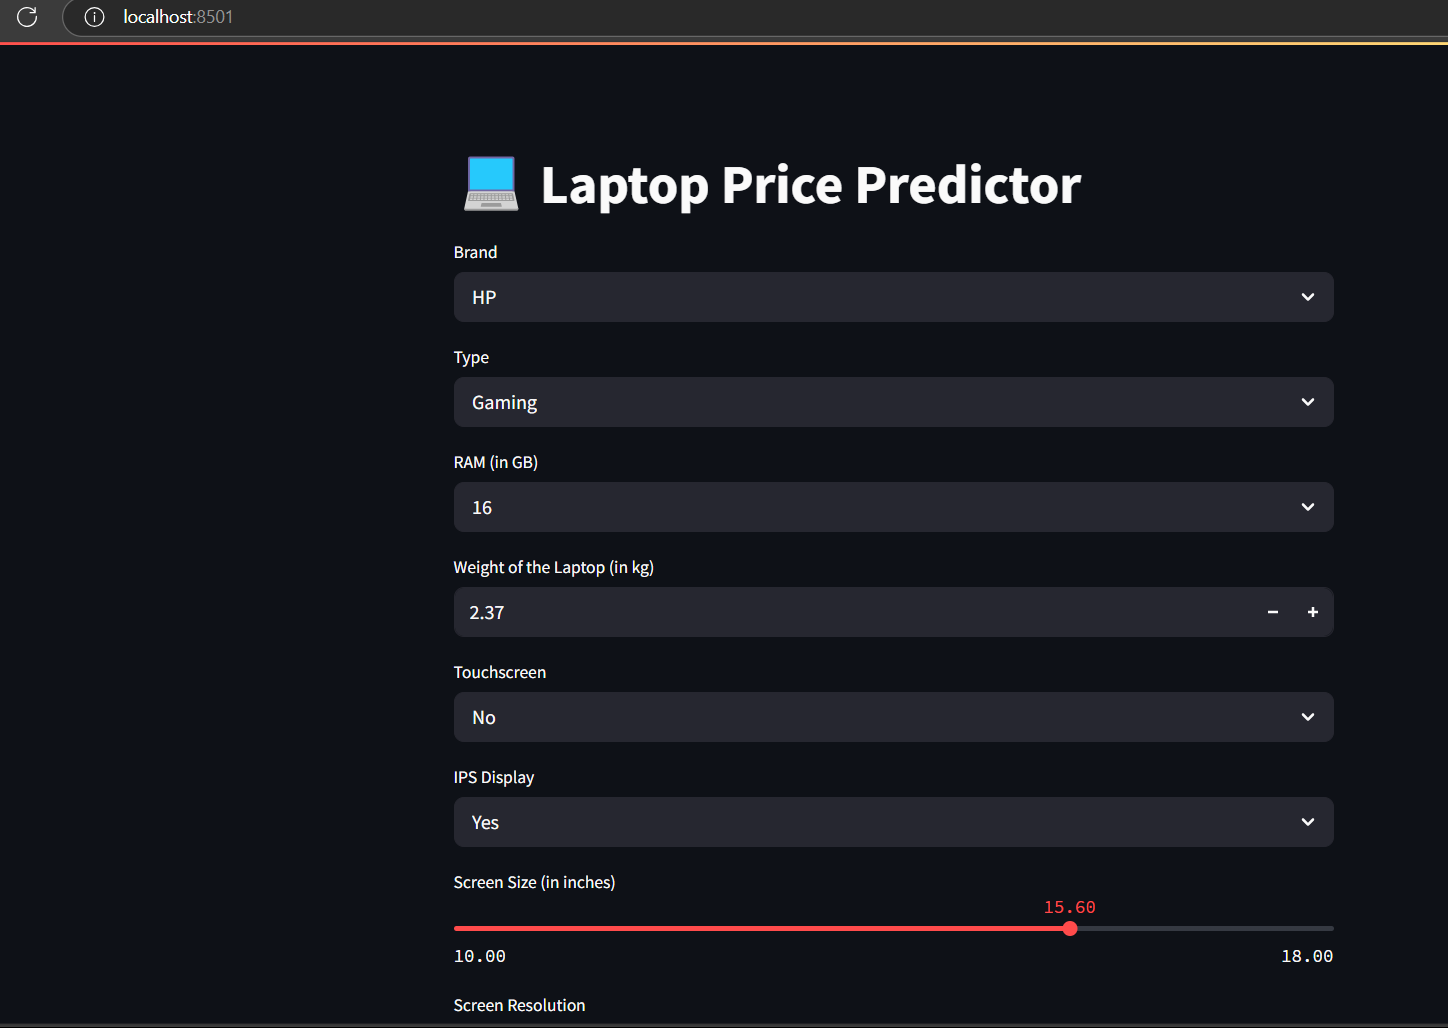 localhost:8501
Laptop Price Predictor
Brand
HP
Type
Gaming
RAM (in GB)
16
Weight of the Laptop (in kg)
2.37
Touchscreen
No
IPS Display
Yes
Screen Size (in inches)
15.60
10.00 18.00
Screen Resolution